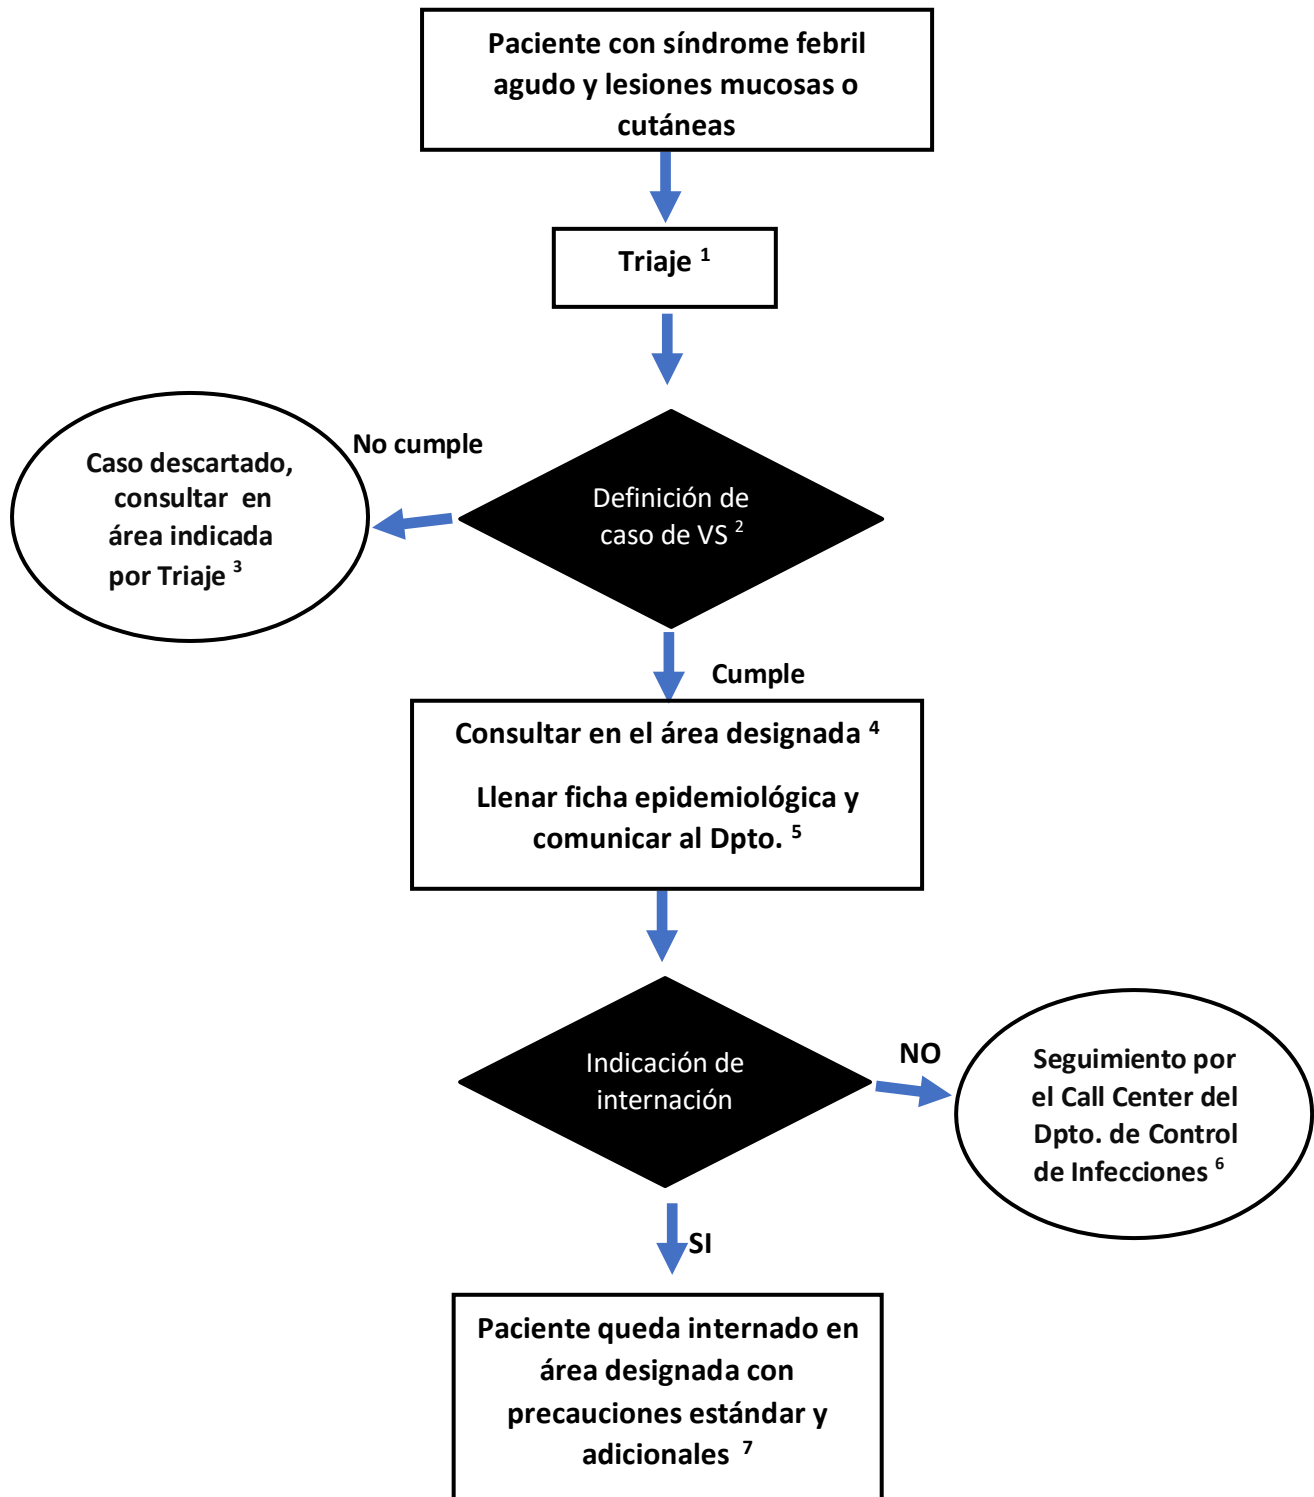 Paciente con síndrome febril
agudo y lesiones mucosas o
cutáneas
Triaje ¹
No cumple
Definición de
caso de VS ²
Caso descartado,
consultar en
área indicada
por Triaje ³
Cumple
Consultar en el área designada ⁴
Llenar ficha epidemiológica y
comunicar al Dpto. ⁵
Indicación de
internación
NO
Seguimiento por
el Call Center del
Dpto. de Control
de Infecciones ⁶
SI
Paciente queda internado en
área designada con
precauciones estándar y
adicionales ⁷